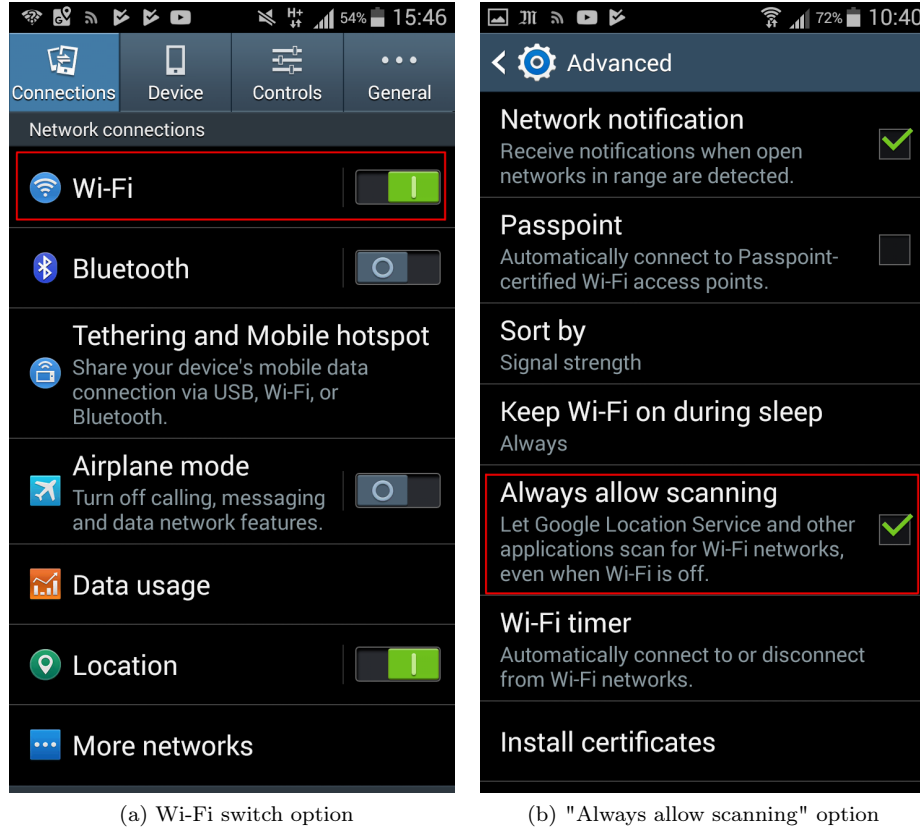 H+
54%
15:46
Connections
Device
Controls
General
Network connections
Wi-Fi
Bluetooth
Tethering and Mobile hotspot
Share your device's mobile data
connection via USB, Wi-Fi, or
Bluetooth.
Airplane mode
Turn off calling, messaging
and data network features.
Data usage
Location
More networks
(a) Wi-Fi switch option
72%
10:40
Advanced
Network notification
Receive notifications when open
networks in range are detected.
Passpoint
Automatically connect to Passpoint-
certified Wi-Fi access points.
Sort by
Signal strength
Keep Wi-Fi on during sleep
Always
Always allow scanning
Let Google Location Service and other
applications scan for Wi-Fi networks,
even when Wi-Fi is off.
Wi-Fi timer
Automatically connect to or disconnect
from Wi-Fi networks.
Install certificates
(b) "Always allow scanning" option